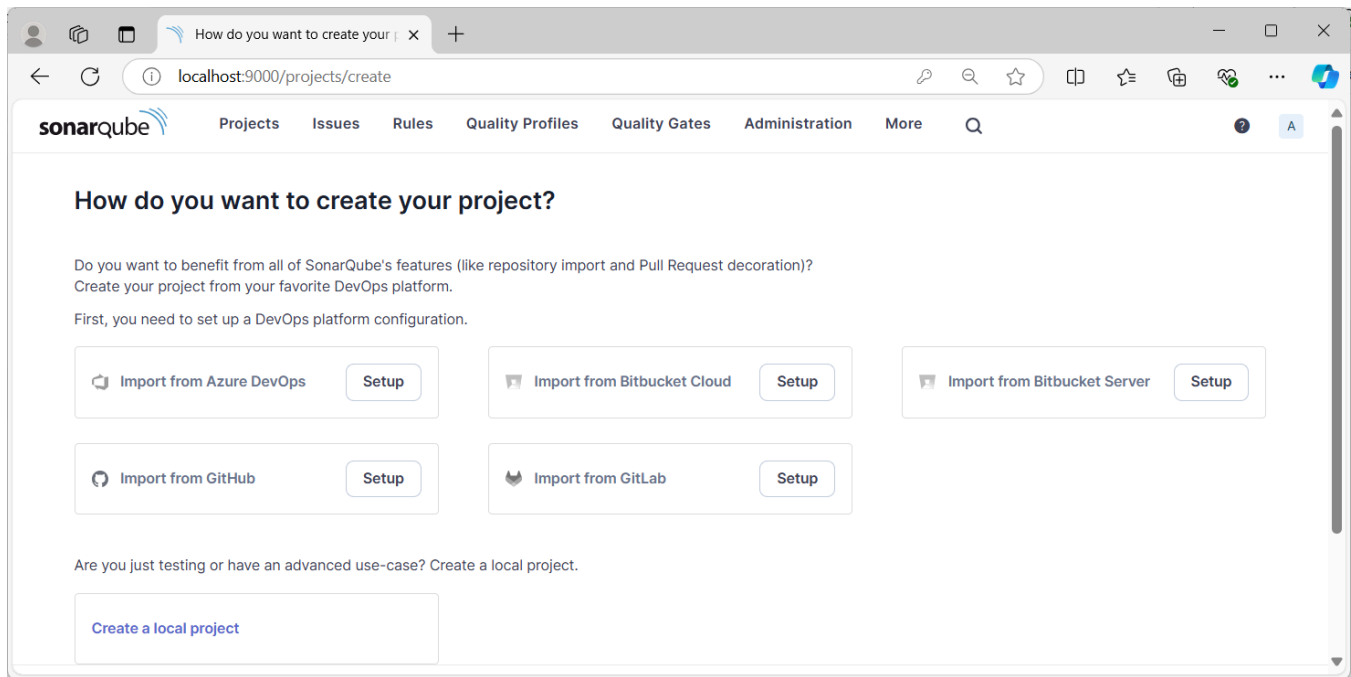 How do you want to create your p
localhost:9000/projects/create
sonarqube
Projects
Issues
Rules
Quality Profiles
Quality Gates
Administration
More
?
A
How do you want to create your project?
Do you want to benefit from all of SonarQube's features (like repository import and Pull Request decoration)?
Create your project from your favorite DevOps platform.
First, you need to set up a DevOps platform configuration.
Import from Azure DevOps
Setup
Import from Bitbucket Cloud
Setup
Import from Bitbucket Server
Setup
Import from GitHub
Setup
Import from GitLab
Setup
Are you just testing or have an advanced use-case? Create a local project.
Create a local project